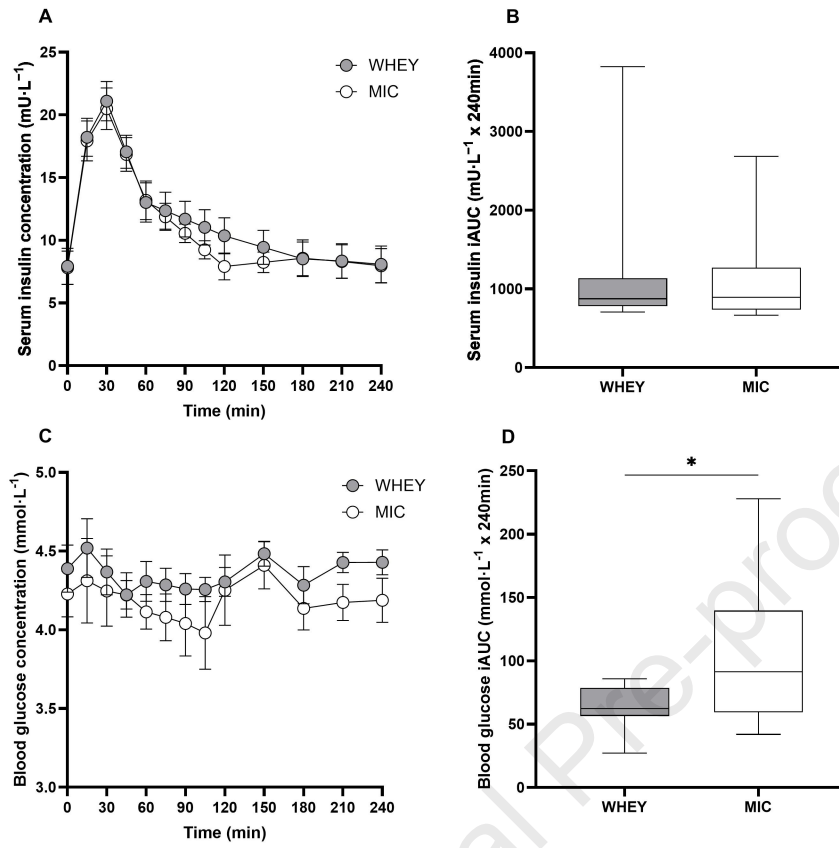 A
Serum insulin concentration (mU·L⁻¹)
25
20
15
10
5
0
0 30 60 90 120 150 180 210 240
Time (min)
WHEY
MIC
B
Serum insulin iAUC (mU·L⁻¹ x 240min)
4000
3000
2000
1000
0
WHEY MIC
C
Blood glucose concentration (mmol·L⁻¹)
5.0
4.5
4.0
3.5
3.0
0 30 60 90 120 150 180 210 240
Time (min)
WHEY
MIC
D
Blood glucose iAUC (mmol·L⁻¹ x 240min)
250
200
150
100
50
0
*
WHEY MIC
al Pre-proo